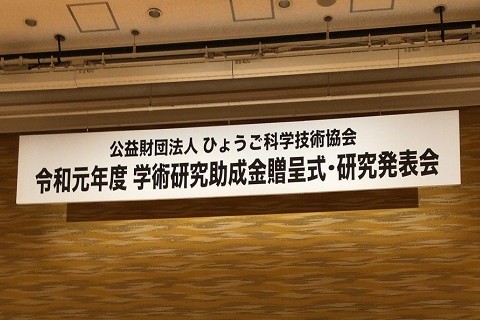 公益財団法人 ひょうご科学技術協会
令和元年度 学術研究助成金贈呈式・研究発表会